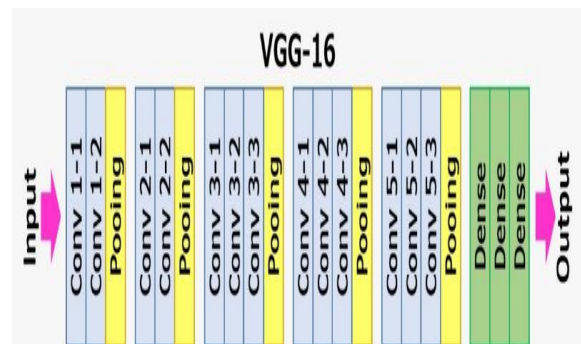 VGG-16
Input
Conv 1-1
Conv 1-2
Pooing
Conv 2-1
Conv 2-2
Pooing
Conv 3-1
Conv 3-2
Conv 3-3
Pooing
Conv 4-1
Conv 4-2
Conv 4-3
Pooing
Conv 5-1
Conv 5-2
Conv 5-3
Pooing
Dense
Dense
Dense
Output